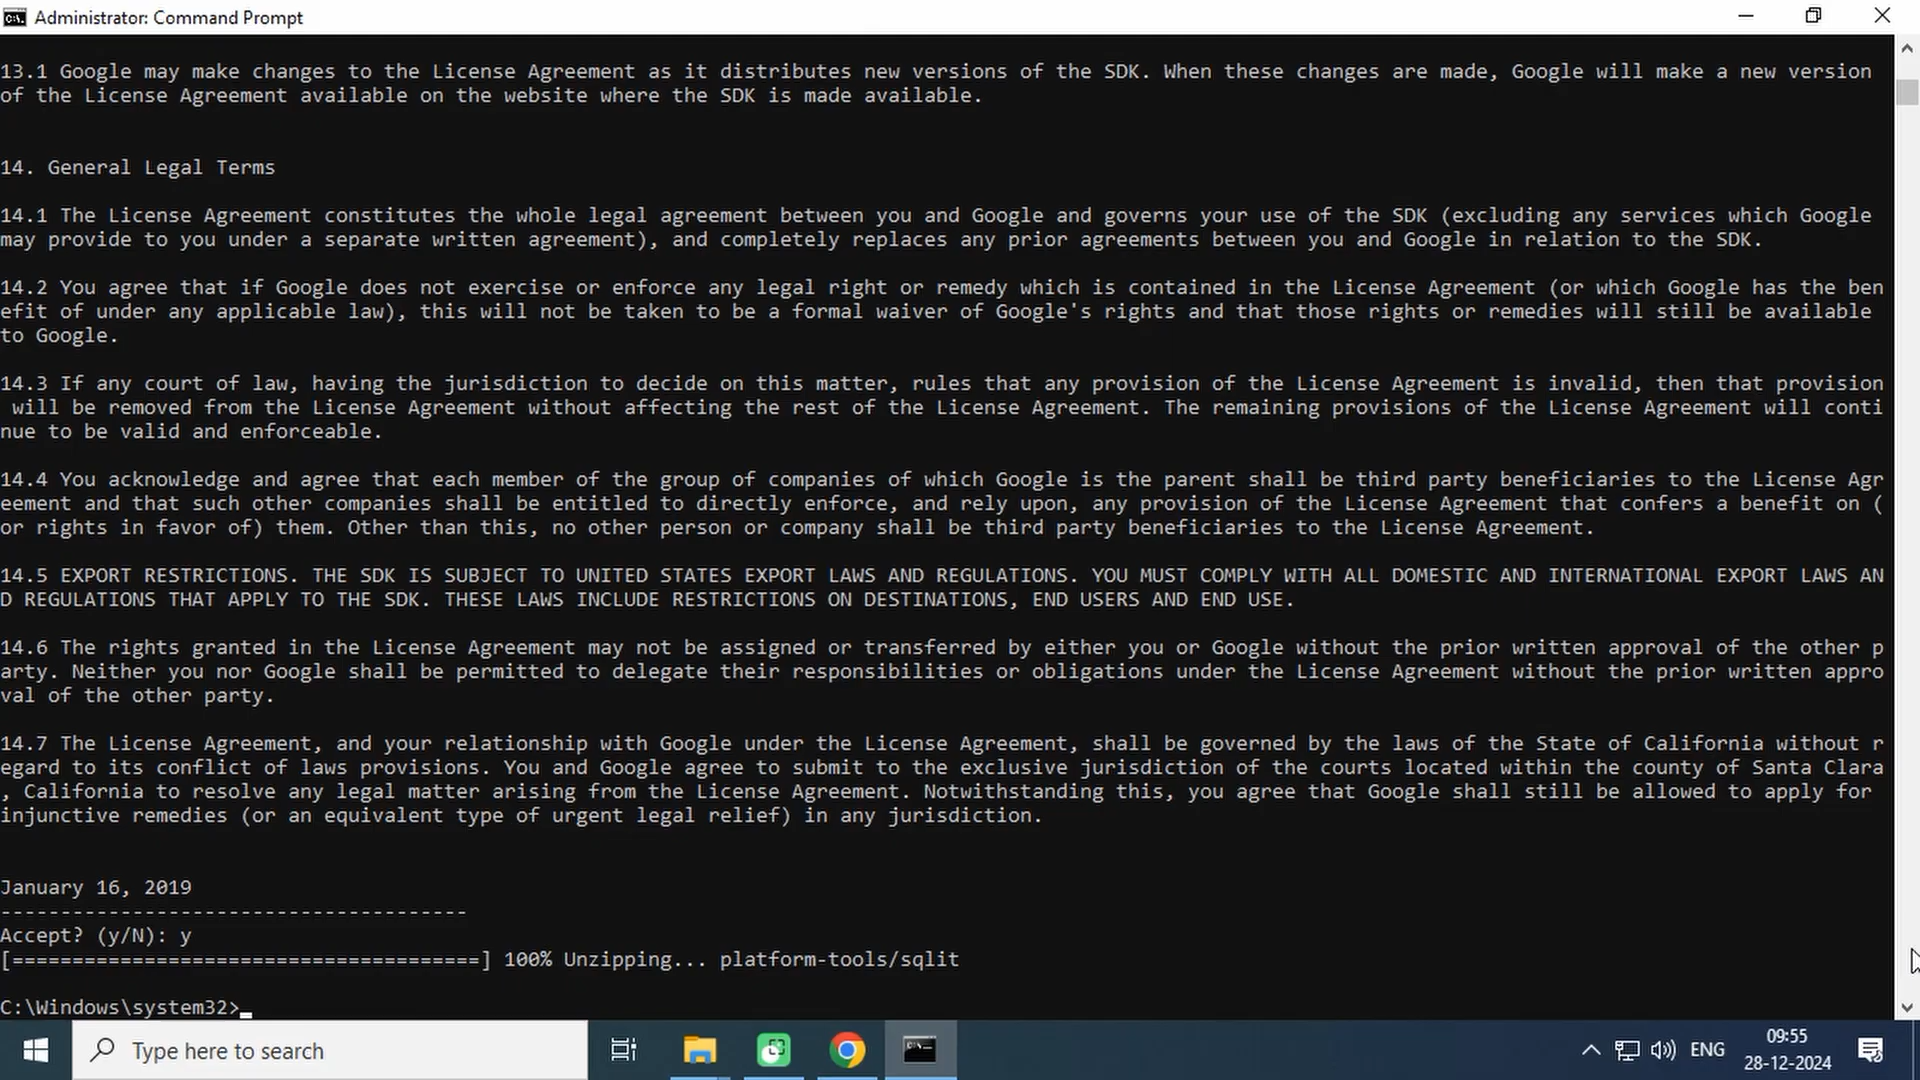 Administrator: Command Prompt
13.1 Google may make changes to the License Agreement as it distributes new versions of the SDK. When these changes are made, Google will make a new version
of the License Agreement available on the website where the SDK is made available.
14. General Legal Terms
14.1 The License Agreement constitutes the whole legal agreement between you and Google and governs your use of the SDK (excluding any services which Google
may provide to you under a separate written agreement), and completely replaces any prior agreements between you and Google in relation to the SDK.
14.2 You agree that if Google does not exercise or enforce any legal right or remedy which is contained in the License Agreement (or which Google has the ben
efit of under any applicable law), this will not be taken to be a formal waiver of Google's rights and that those rights or remedies will still be available
to Google.
14.3 If any court of law, having the jurisdiction to decide on this matter, rules that any provision of the License Agreement is invalid, then that provision
will be removed from the License Agreement without affecting the rest of the License Agreement. The remaining provisions of the License Agreement will conti
nue to be valid and enforceable.
14.4 You acknowledge and agree that each member of the group of companies of which Google is the parent shall be third party beneficiaries to the License Agr
eement and that such other companies shall be entitled to directly enforce, and rely upon, any provision of the License Agreement that confers a benefit on (
or rights in favor of) them. Other than this, no other person or company shall be third party beneficiaries to the License Agreement.
14.5 EXPORT RESTRICTIONS. THE SDK IS SUBJECT TO UNITED STATES EXPORT LAWS AND REGULATIONS. YOU MUST COMPLY WITH ALL DOMESTIC AND INTERNATIONAL EXPORT LAWS AN
D REGULATIONS THAT APPLY TO THE SDK. THESE LAWS INCLUDE RESTRICTIONS ON DESTINATIONS, END USERS AND END USE.
14.6 The rights granted in the License Agreement may not be assigned or transferred by either you or Google without the prior written approval of the other p
arty. Neither you nor Google shall be permitted to delegate their responsibilities or obligations under the License Agreement without the prior written appro
val of the other party.
14.7 The License Agreement, and your relationship with Google under the License Agreement, shall be governed by the laws of the State of California without r
egard to its conflict of laws provisions. You and Google agree to submit to the exclusive jurisdiction of the courts located within the county of Santa Clara
, California to resolve any legal matter arising from the License Agreement. Notwithstanding this, you agree that Google shall still be allowed to apply for
injunctive remedies (or an equivalent type of urgent legal relief) in any jurisdiction.
January 16, 2019
---------------------------------------
Accept? (y/N): y
[=======================================] 100% Unzipping... platform-tools/sqlit
C:\Windows\system32>
Type here to search
ENG
09:55
28-12-2024